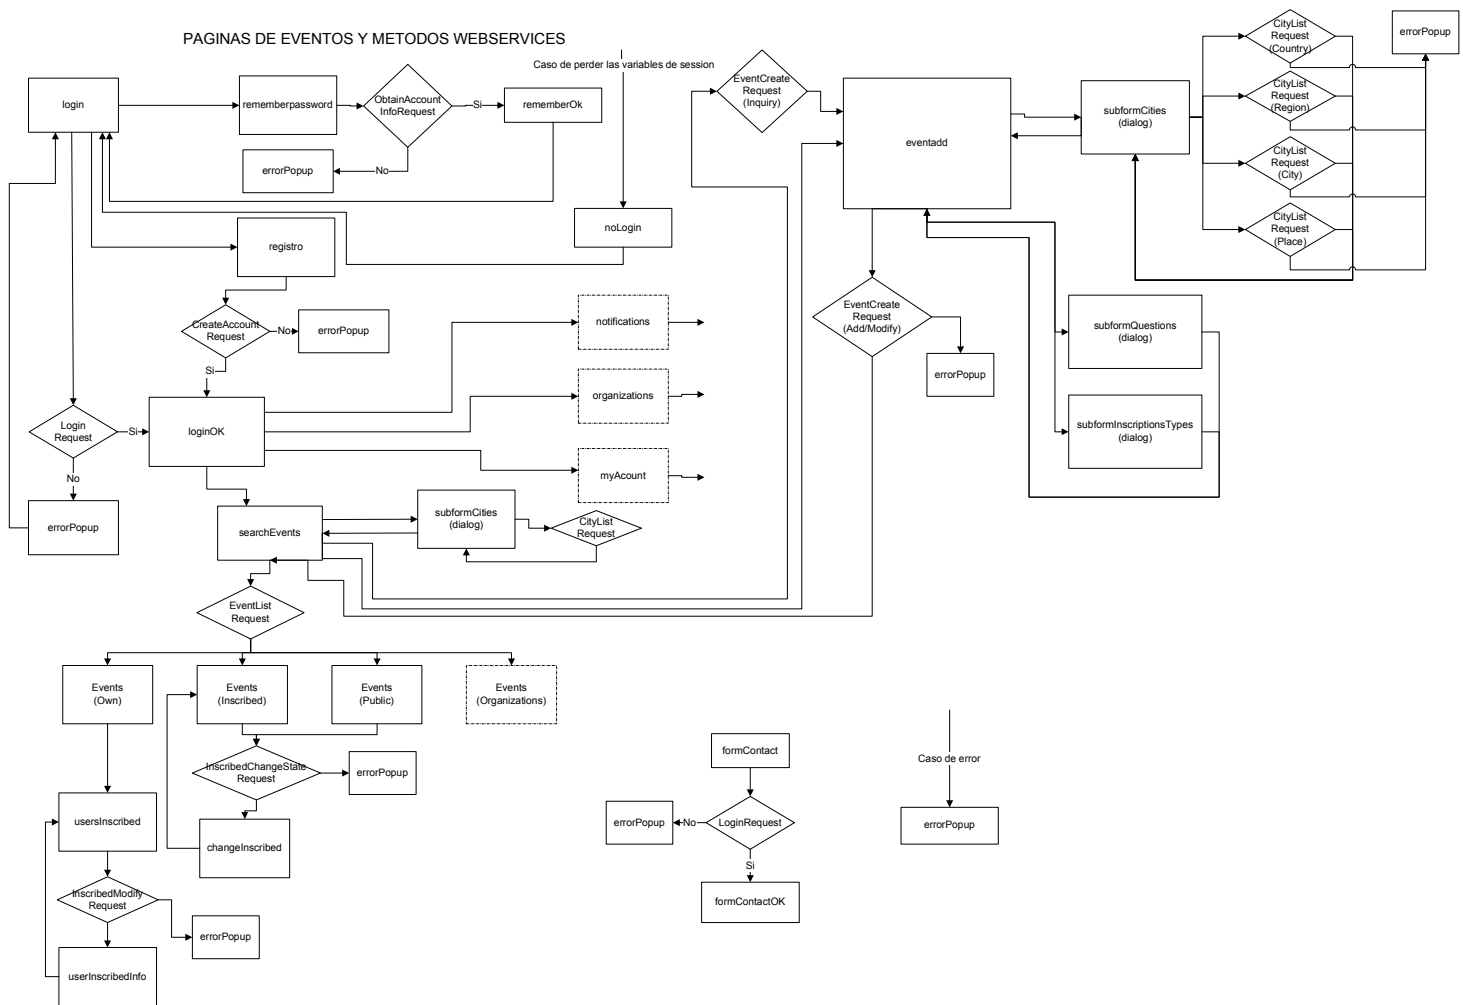 PAGINAS DE EVENTOS Y METODOS WEBSERVICES
Caso de perder las variables de session
login
rememberpassword
ObtainAccount
InfoRequest
Si
rememberOk
No
errorPopup
noLogin
registro
CreateAccount
Request
No
errorPopup
Si
notifications
organizations
myAcount
Login
Request
Si
loginOK
No
errorPopup
searchEvents
subformCities
(dialog)
CityList
Request
EventList
Request
Events
(Own)
Events
(Inscribed)
Events
(Public)
Events
(Organizations)
InscribedChangeState
Request
errorPopup
changeInscribed
usersInscribed
InscribedModify
Request
errorPopup
userInscribedInfo
EventCreate
Request
(Inquiry)
eventadd
subformCities
(dialog)
CityList
Request
(Country)
CityList
Request
(Region)
CityList
Request
(City)
CityList
Request
(Place)
errorPopup
EventCreate
Request
(Add/Modify)
errorPopup
subformQuestions
(dialog)
subformInscriptionsTypes
(dialog)
formContact
LoginRequest
No
errorPopup
Si
formContactOK
Caso de error
errorPopup